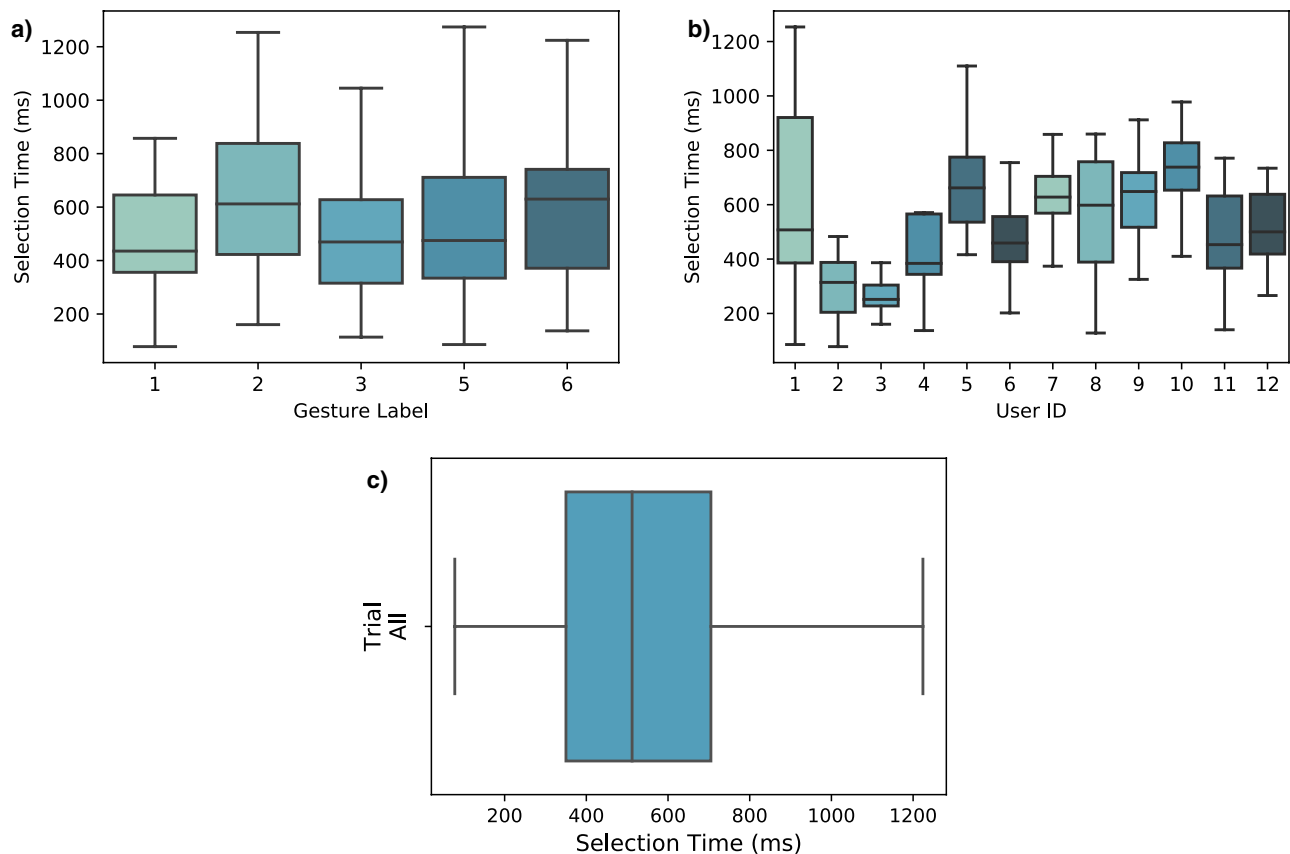 a)
1200
1000
800
600
400
200
Selection Time (ms)
1 2 3 5 6
Gesture Label
b)
1200
1000
800
600
400
200
Selection Time (ms)
1 2 3 4 5 6 7 8 9 10 11 12
User ID
c)
Trial
All
200 400 600 800 1000 1200
Selection Time (ms)